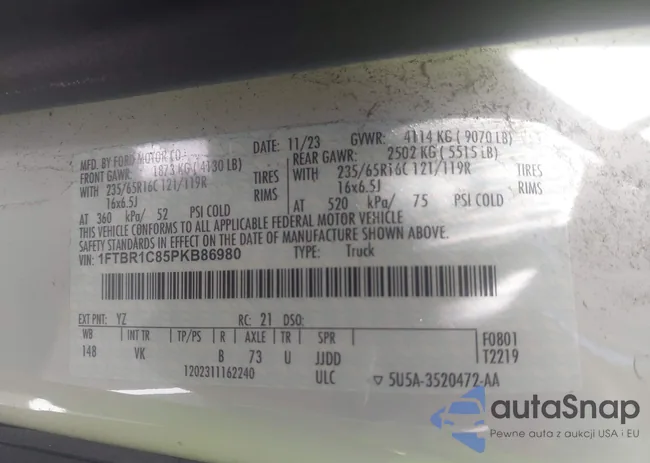 MFD. BY FORD MOTOR CO. DATE: 11/23 GVWR: 4114 KG ( 9070 LB)
FRONT GAWR: 1873 KG ( 4130 LB) REAR GAWR: 2502 KG ( 5515 LB)
WITH 235/65R16C 121/119R TIRES WITH 235/65R16C 121/119R TIRES
16x6.5J RIMS 16x6.5J RIMS
AT 360 kPa/ 52 PSI COLD AT 520 kPa/ 75 PSI COLD
THIS VEHICLE CONFORMS TO ALL APPLICABLE FEDERAL MOTOR VEHICLE
SAFETY STANDARDS IN EFFECT ON THE DATE OF MANUFACTURE SHOWN ABOVE.
VIN: 1FTBR1C85PKB86980 TYPE: Truck
EXT PNT: YZ RC: 21 DSO:
WB INT TR TP/PS R AXLE TR SPR F0801
148 VK B 73 U JJDD T2219
1202311162240 ULC ▽ 5U5A-3520472-AA
autaSnap
Pewne auta z aukcji USA i EU